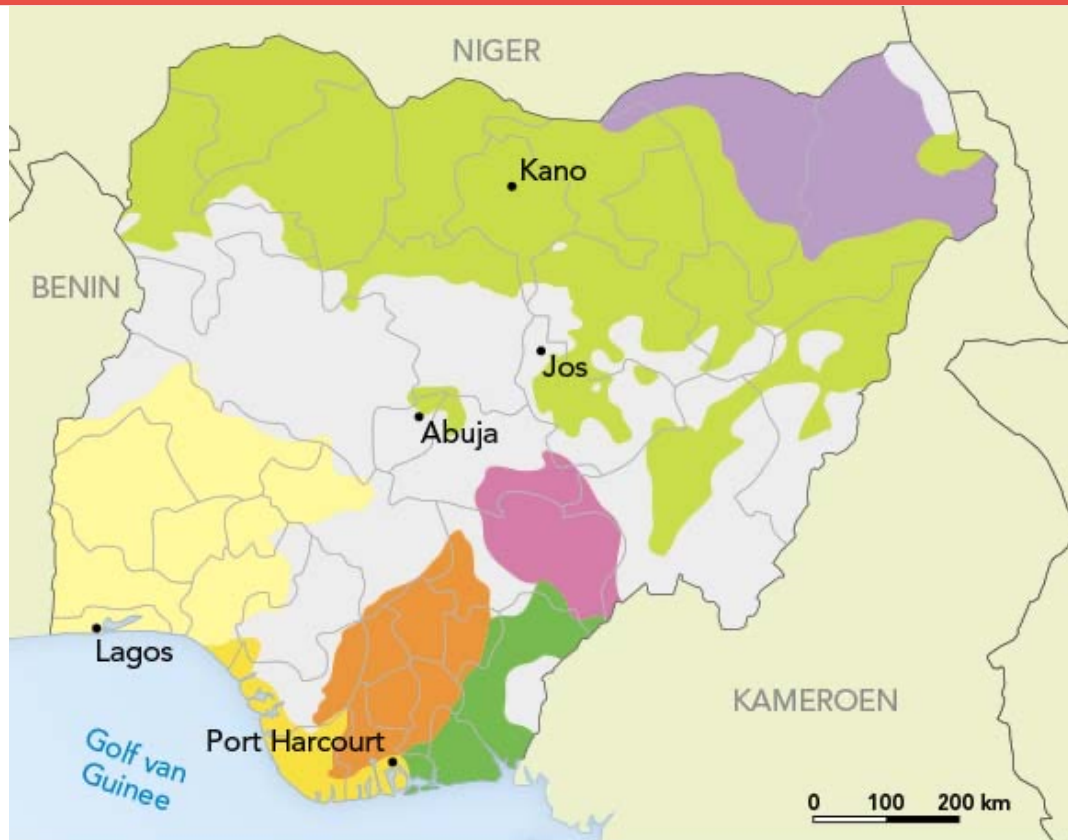 NIGER
Kano
BENIN
Jos
Abuja
Lagos
KAMEROEN
Port Harcourt
Golf van
Guinee
0 100 200 km